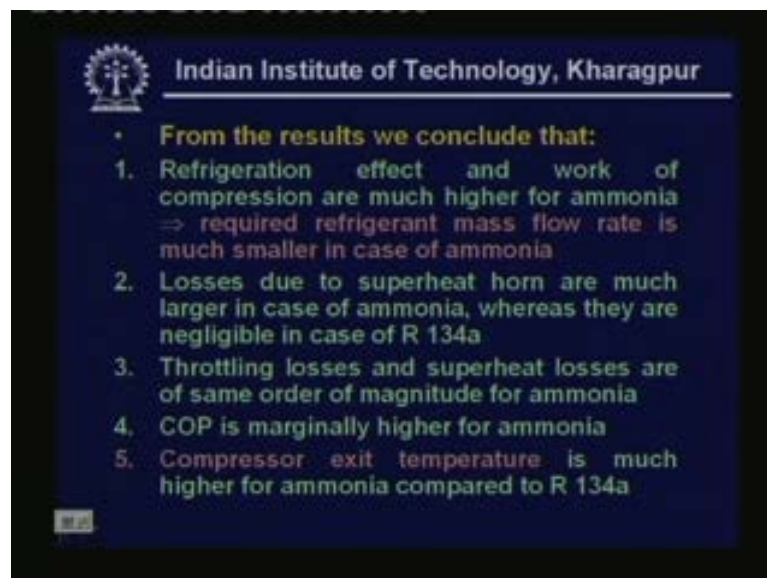 Indian Institute of Technology, Kharagpur
• From the results we conclude that:
1. Refrigeration effect and work of
compression are much higher for ammonia
⇒ required refrigerant mass flow rate is
much smaller in case of ammonia
2. Losses due to superheat horn are much
larger in case of ammonia, whereas they are
negligible in case of R 134a
3. Throttling losses and superheat losses are
of same order of magnitude for ammonia
4. COP is marginally higher for ammonia
5. Compressor exit temperature is much
higher for ammonia compared to R 134a